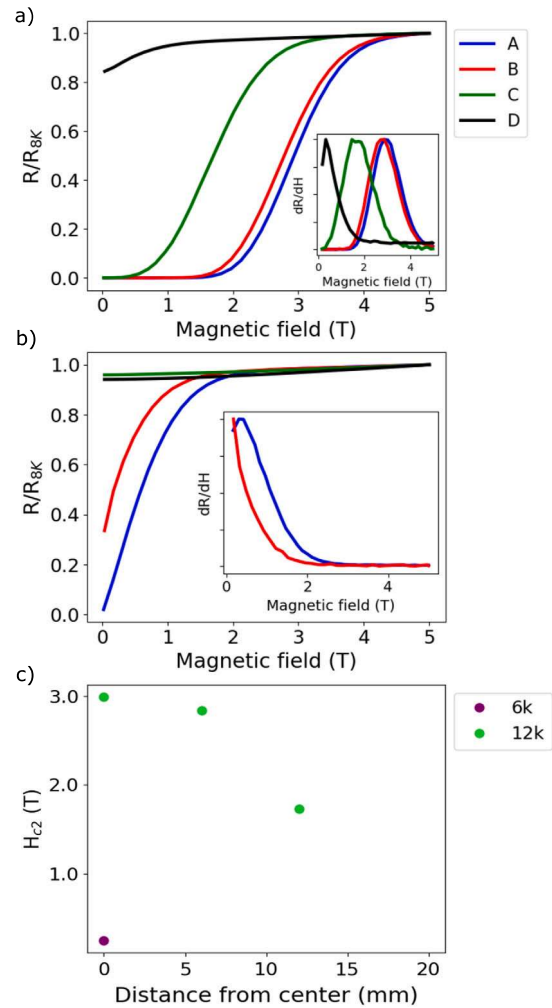 a)
1.0
0.8
0.6
0.4
0.2
0.0
R/R8K
0 1 2 3 4 5
Magnetic field (T)
A
B
C
D
dR/dH
0 2 4
Magnetic field (T)
b)
1.0
0.8
0.6
0.4
0.2
0.0
R/R8K
0 1 2 3 4 5
Magnetic field (T)
dR/dH
0 2 4
Magnetic field (T)
c)
3.0
2.0
1.0
Hc2 (T)
0 5 10 15 20
Distance from center (mm)
6k
12k